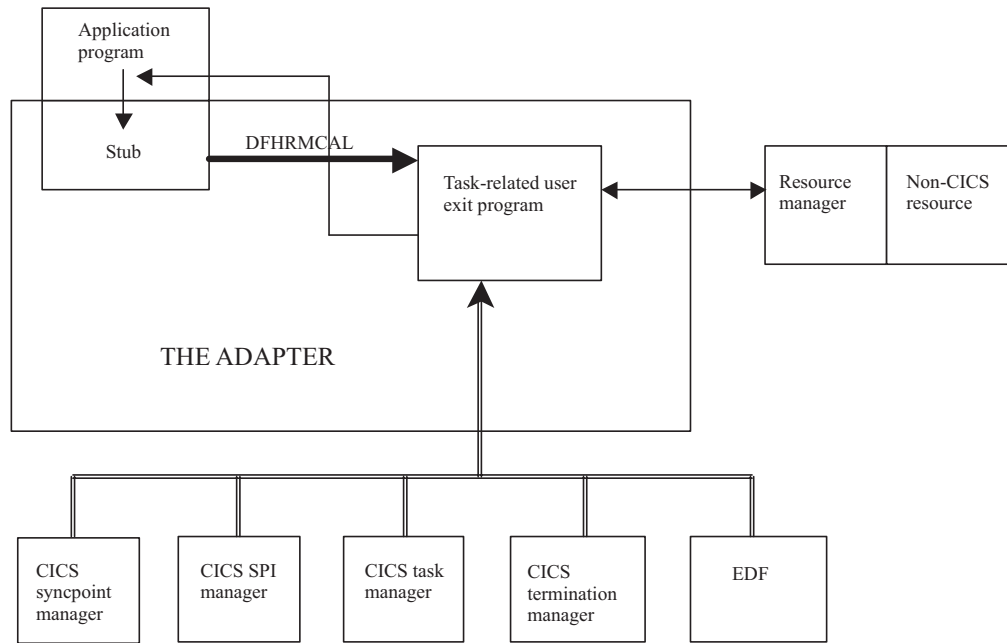 Application
program
Stub
DFHRMCAL
Task-related user
exit program
Resource
manager
Non-CICS
resource
THE ADAPTER
CICS
syncpoint
manager
CICS SPI
manager
CICS task
manager
CICS
termination
manager
EDF